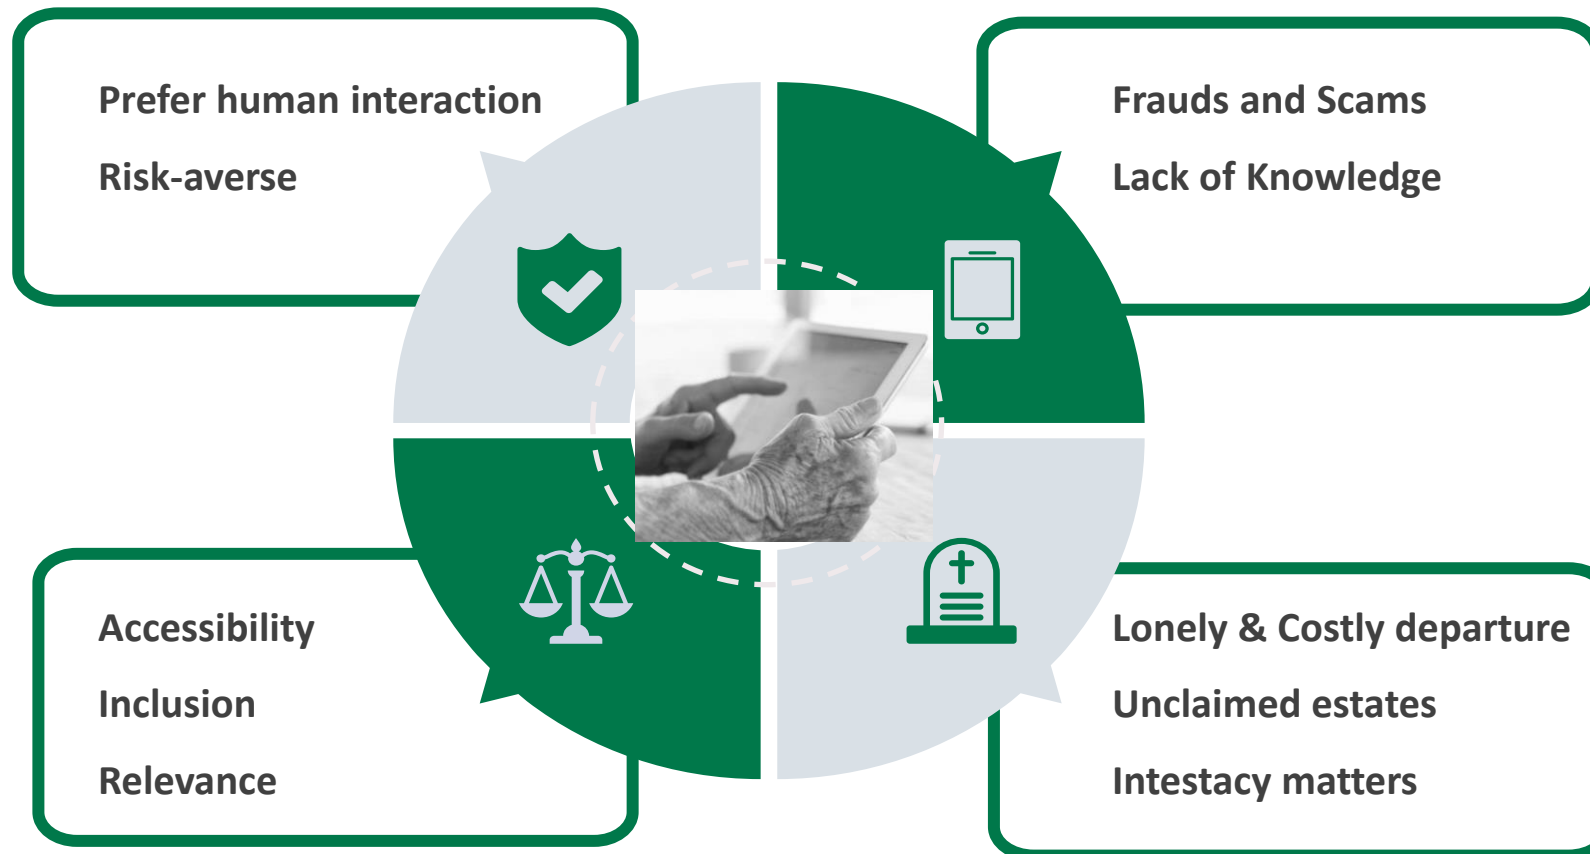 Prefer human interaction
Risk-averse
Frauds and Scams
Lack of Knowledge
Accessibility
Inclusion
Relevance
Lonely & Costly departure
Unclaimed estates
Intestacy matters